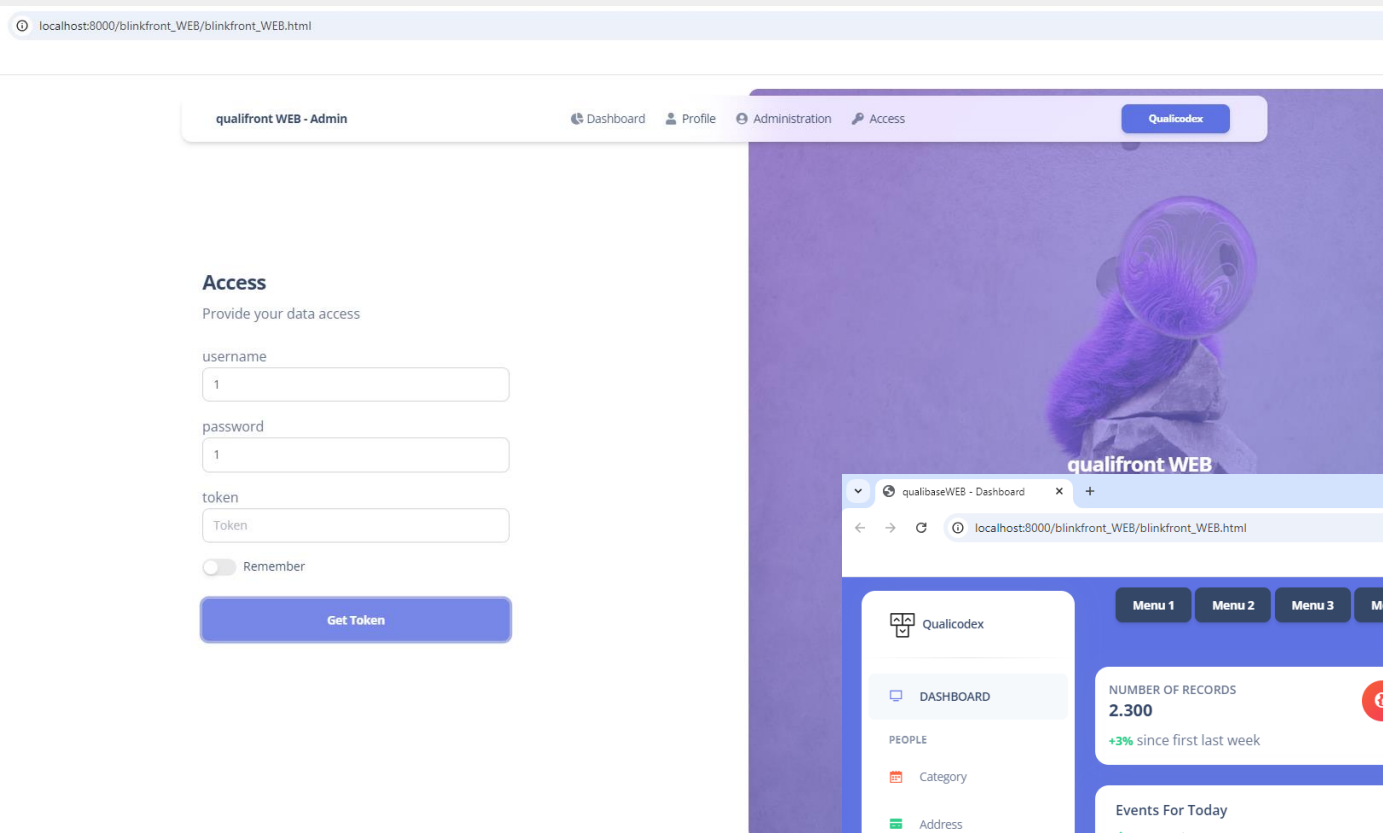 localhost:8000/blinkfront_WEB/blinkfront_WEB.html
qualifront WEB - Admin
Dashboard
Profile
Administration
Access
Qualicodex
Access
Provide your data access
username
1
password
1
token
Token
Remember
Get Token
qualifront WEB
qualibaseWEB - Dashboard
localhost:8000/blinkfront_WEB/blinkfront_WEB.html
Qualicodex
Menu 1
Menu 2
Menu 3
DASHBOARD
PEOPLE
Category
Address
NUMBER OF RECORDS
2.300
+3% since first last week
Events For Today